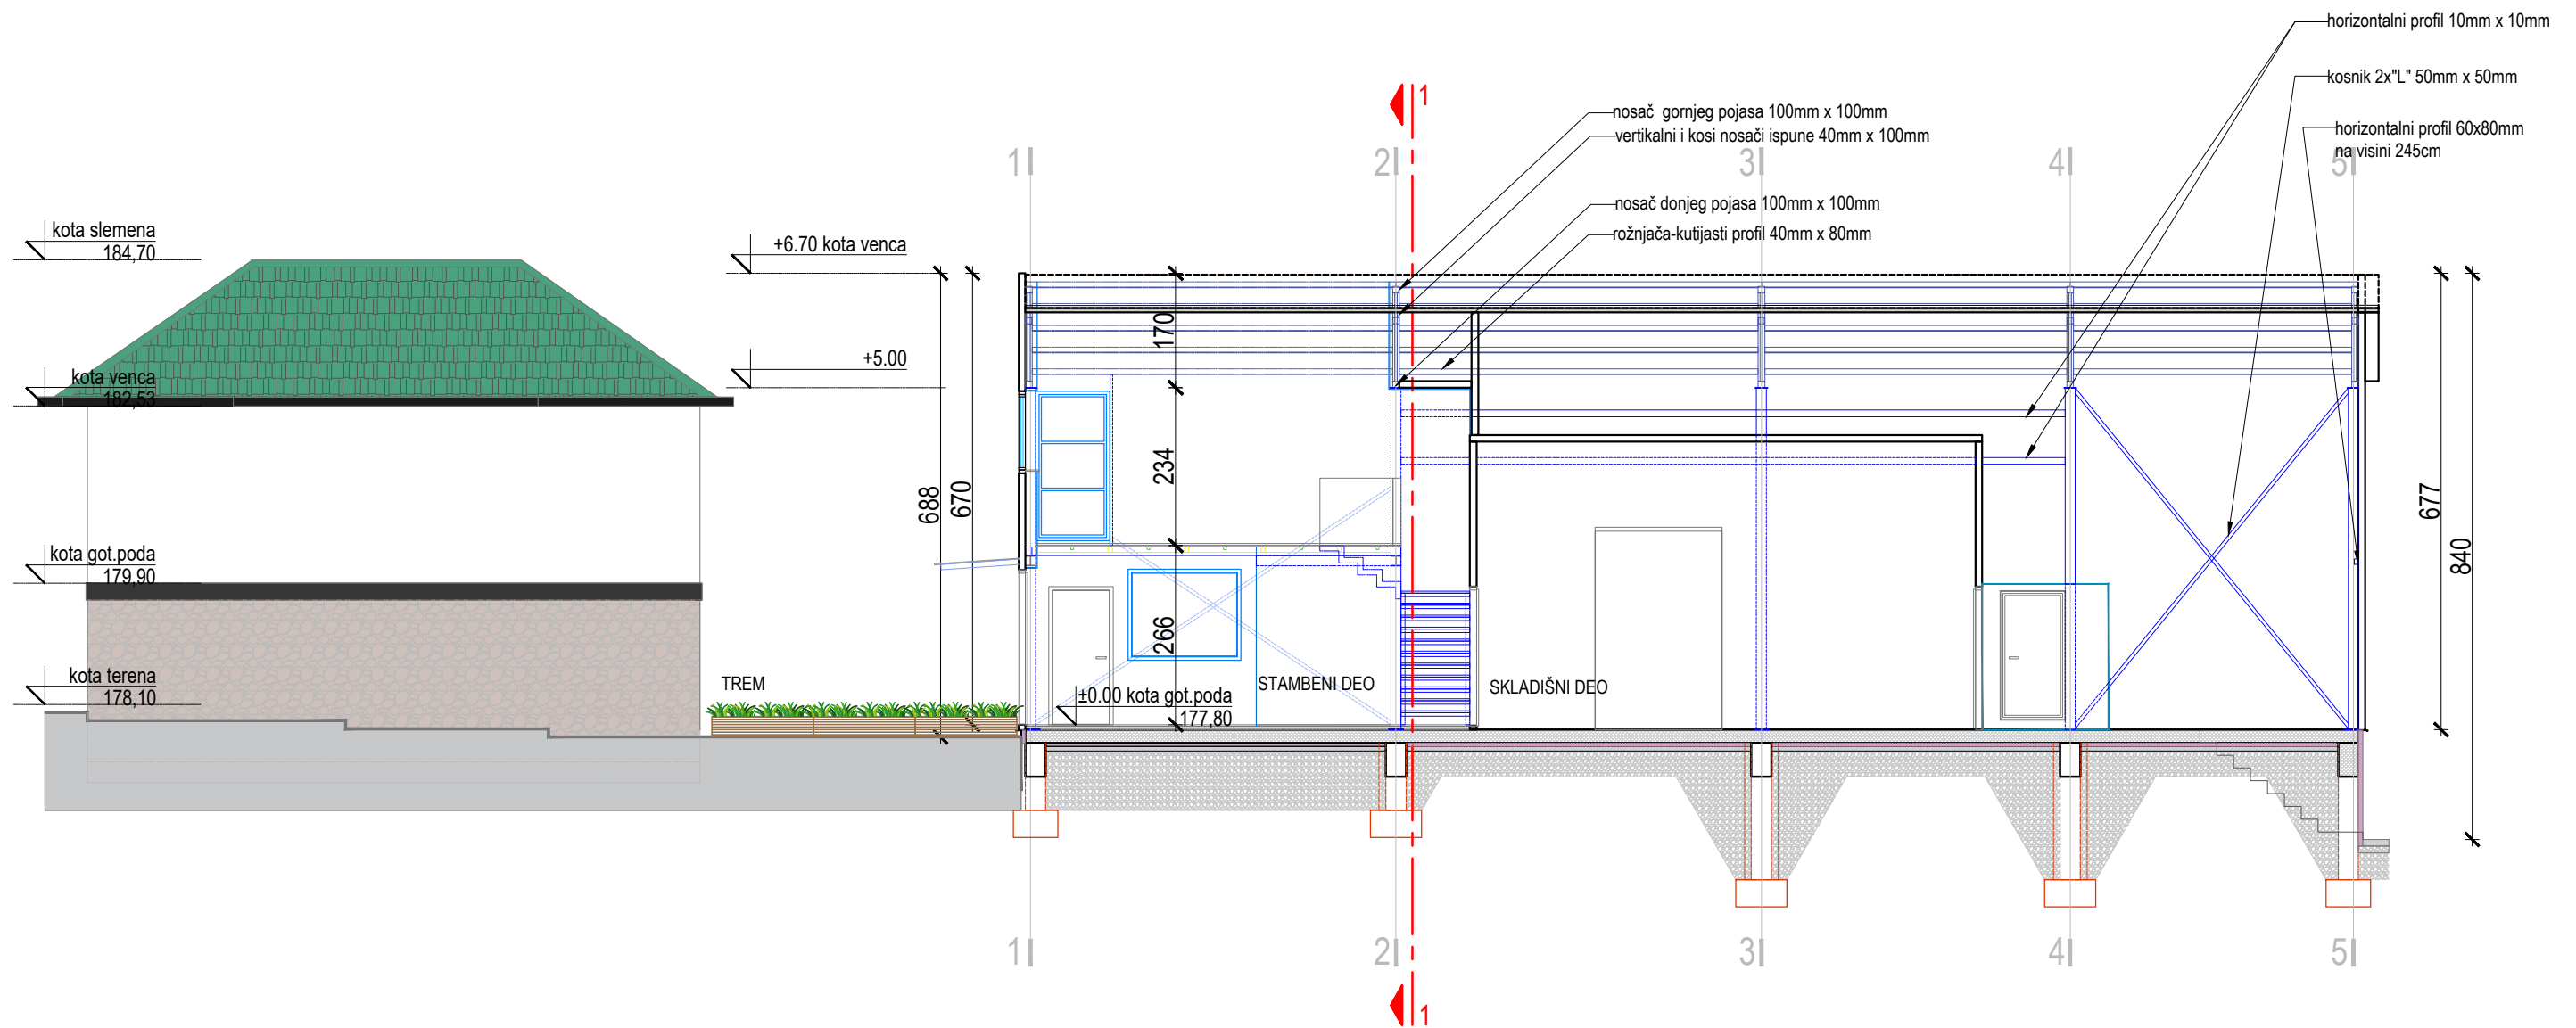 horizontalni profil 10mm x 10mm
kosnik 2x"L" 50mm x 50mm
horizontalni profil 60x80mm
na visini 245cm
1
nosač gornjeg pojasa 100mm x 100mm
vertikalni i kosi nosači ispune 40mm x 100mm
nosač donjeg pojasa 100mm x 100mm
rožnjača-kutijasti profil 40mm x 80mm
1 2 3 4 5
kota slemena
184,70
+6.70 kota venca
+5.00
kota venca
182,53
kota got.poda
179,90
kota terena
178,10
688
670
170
234
266
677
840
TREM
±0.00 kota got.poda
177,80
STAMBENI DEO
SKLADIŠNI DEO
1 2 3 4 5
1